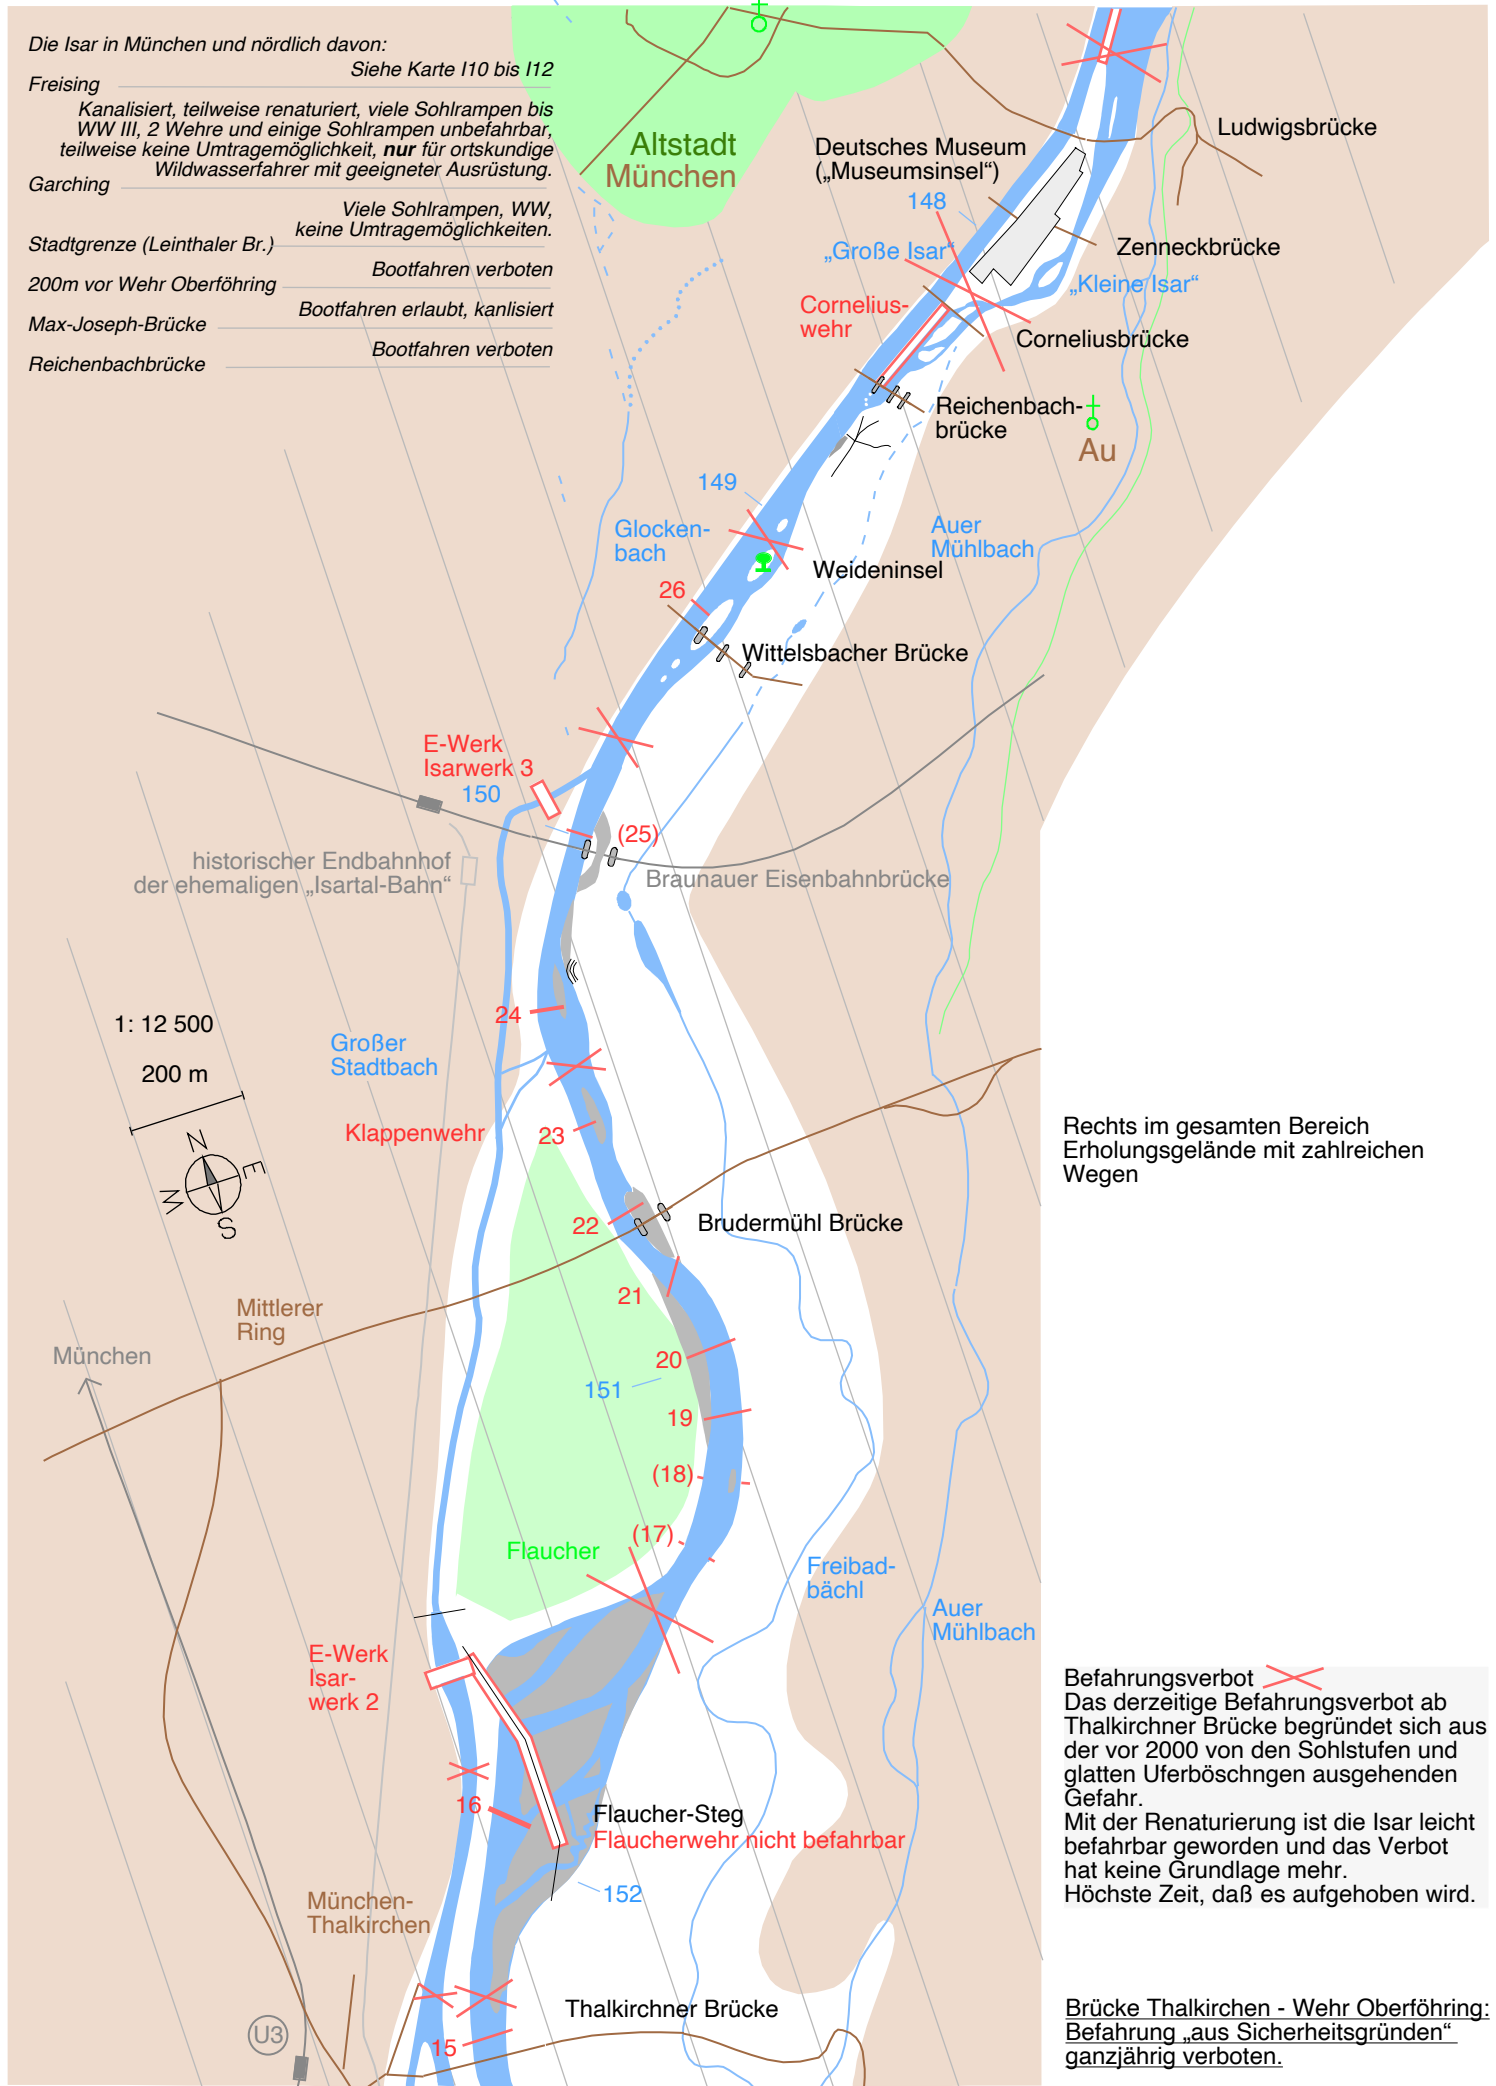 Die Isar in München und nördlich davon:
Siehe Karte I10 bis I12
Freising
Kanalisiert, teilweise renaturiert, viele Sohlrampen bis
WW III, 2 Wehre und einige Sohlrampen unbefahrbar,
teilweise keine Umtragemöglichkeit, nur für ortskundige
Wildwasserfahrer mit geeigneter Ausrüstung.
Garching
Viele Sohlrampen, WW,
keine Umtragemöglichkeiten.
Stadtgrenze (Leinthaler Br.)
Bootfahren verboten
200m vor Wehr Oberföhring
Bootfahren erlaubt, kanlisiert
Max-Joseph-Brücke
Bootfahren verboten
Reichenbachbrücke
Altstadt
München
Deutsches Museum
(„Museumsinsel“)
148
Ludwigsbrücke
„Große Isar“
Zenneckbrücke
„Kleine Isar“
Cornelius-
wehr
Corneliusbrücke
Reichenbach-
brücke
Au
149
Glocken-
bach
Auer
Mühlbach
Weideninsel
26
Wittelsbacher Brücke
E-Werk
Isarwerk 3
150
(25)
historischer Endbahnhof
der ehemaligen „Isartal-Bahn“
Braunauer Eisenbahnbrücke
24
1: 12 500
200 m
Großer
Stadtbach
Klappenwehr
23
N
E
W
S
Rechts im gesamten Bereich
Erholungsgelände mit zahlreichen
Wegen
22
Brudermühl Brücke
21
Mittlerer
Ring
München
20
151
19
(18)
(17)
Flaucher
Freibad-
bächl
Auer
Mühlbach
E-Werk
Isar-
werk 2
16
Flaucher-Steg
Flaucherwehr nicht befahrbar
152
Befahrungsverbot
Das derzeitige Befahrungsverbot ab
Thalkirchner Brücke begründet sich aus
der vor 2000 von den Sohlstufen und
glatten Uferböschngen ausgehenden
Gefahr.
Mit der Renaturierung ist die Isar leicht
befahrbar geworden und das Verbot
hat keine Grundlage mehr.
Höchste Zeit, daß es aufgehoben wird.
München-
Thalkirchen
Thalkirchner Brücke
U3
15
Brücke Thalkirchen - Wehr Oberföhring:
Befahrung „aus Sicherheitsgründen“
ganzjährig verboten.